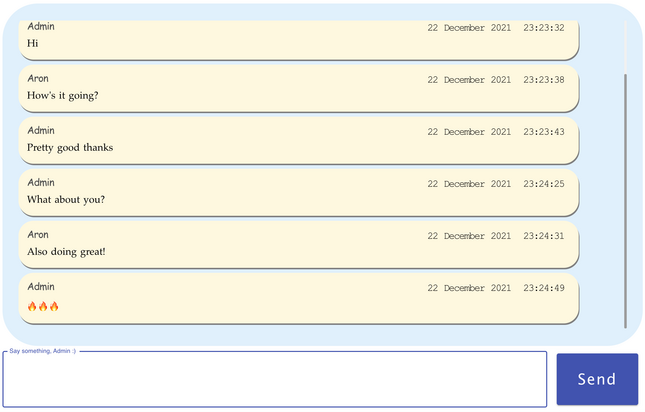 Admin 22 December 2021 23:23:32
Hi
Aron 22 December 2021 23:23:38
How's it going?
Admin 22 December 2021 23:23:43
Pretty good thanks
Admin 22 December 2021 23:24:25
What about you?
Aron 22 December 2021 23:24:31
Also doing great!
Admin 22 December 2021 23:24:49
🔥🔥🔥
Say something, Admin :)
Send